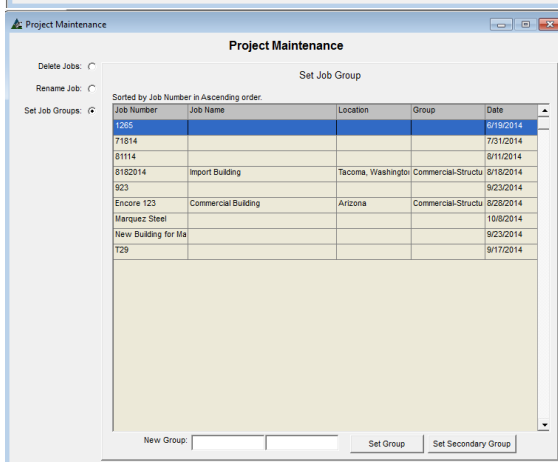 Project Maintenance
Project Maintenance
Delete Jobs:
Rename Job:
Set Job Groups:
Set Job Group
Sorted by Job Number in Ascending order.
Job Number Job Name Location Group Date
1265 6/19/2014
71814 7/31/2014
81114 8/11/2014
8182014 Import Building Tacoma, Washington Commercial-Structu 8/18/2014
923 9/23/2014
Encore 123 Commercial Building Arizona Commercial-Structu 8/28/2014
Marquez Steel 10/8/2014
New Building for Ma 9/23/2014
T29 9/17/2014
New Group: Set Group Set Secondary Group